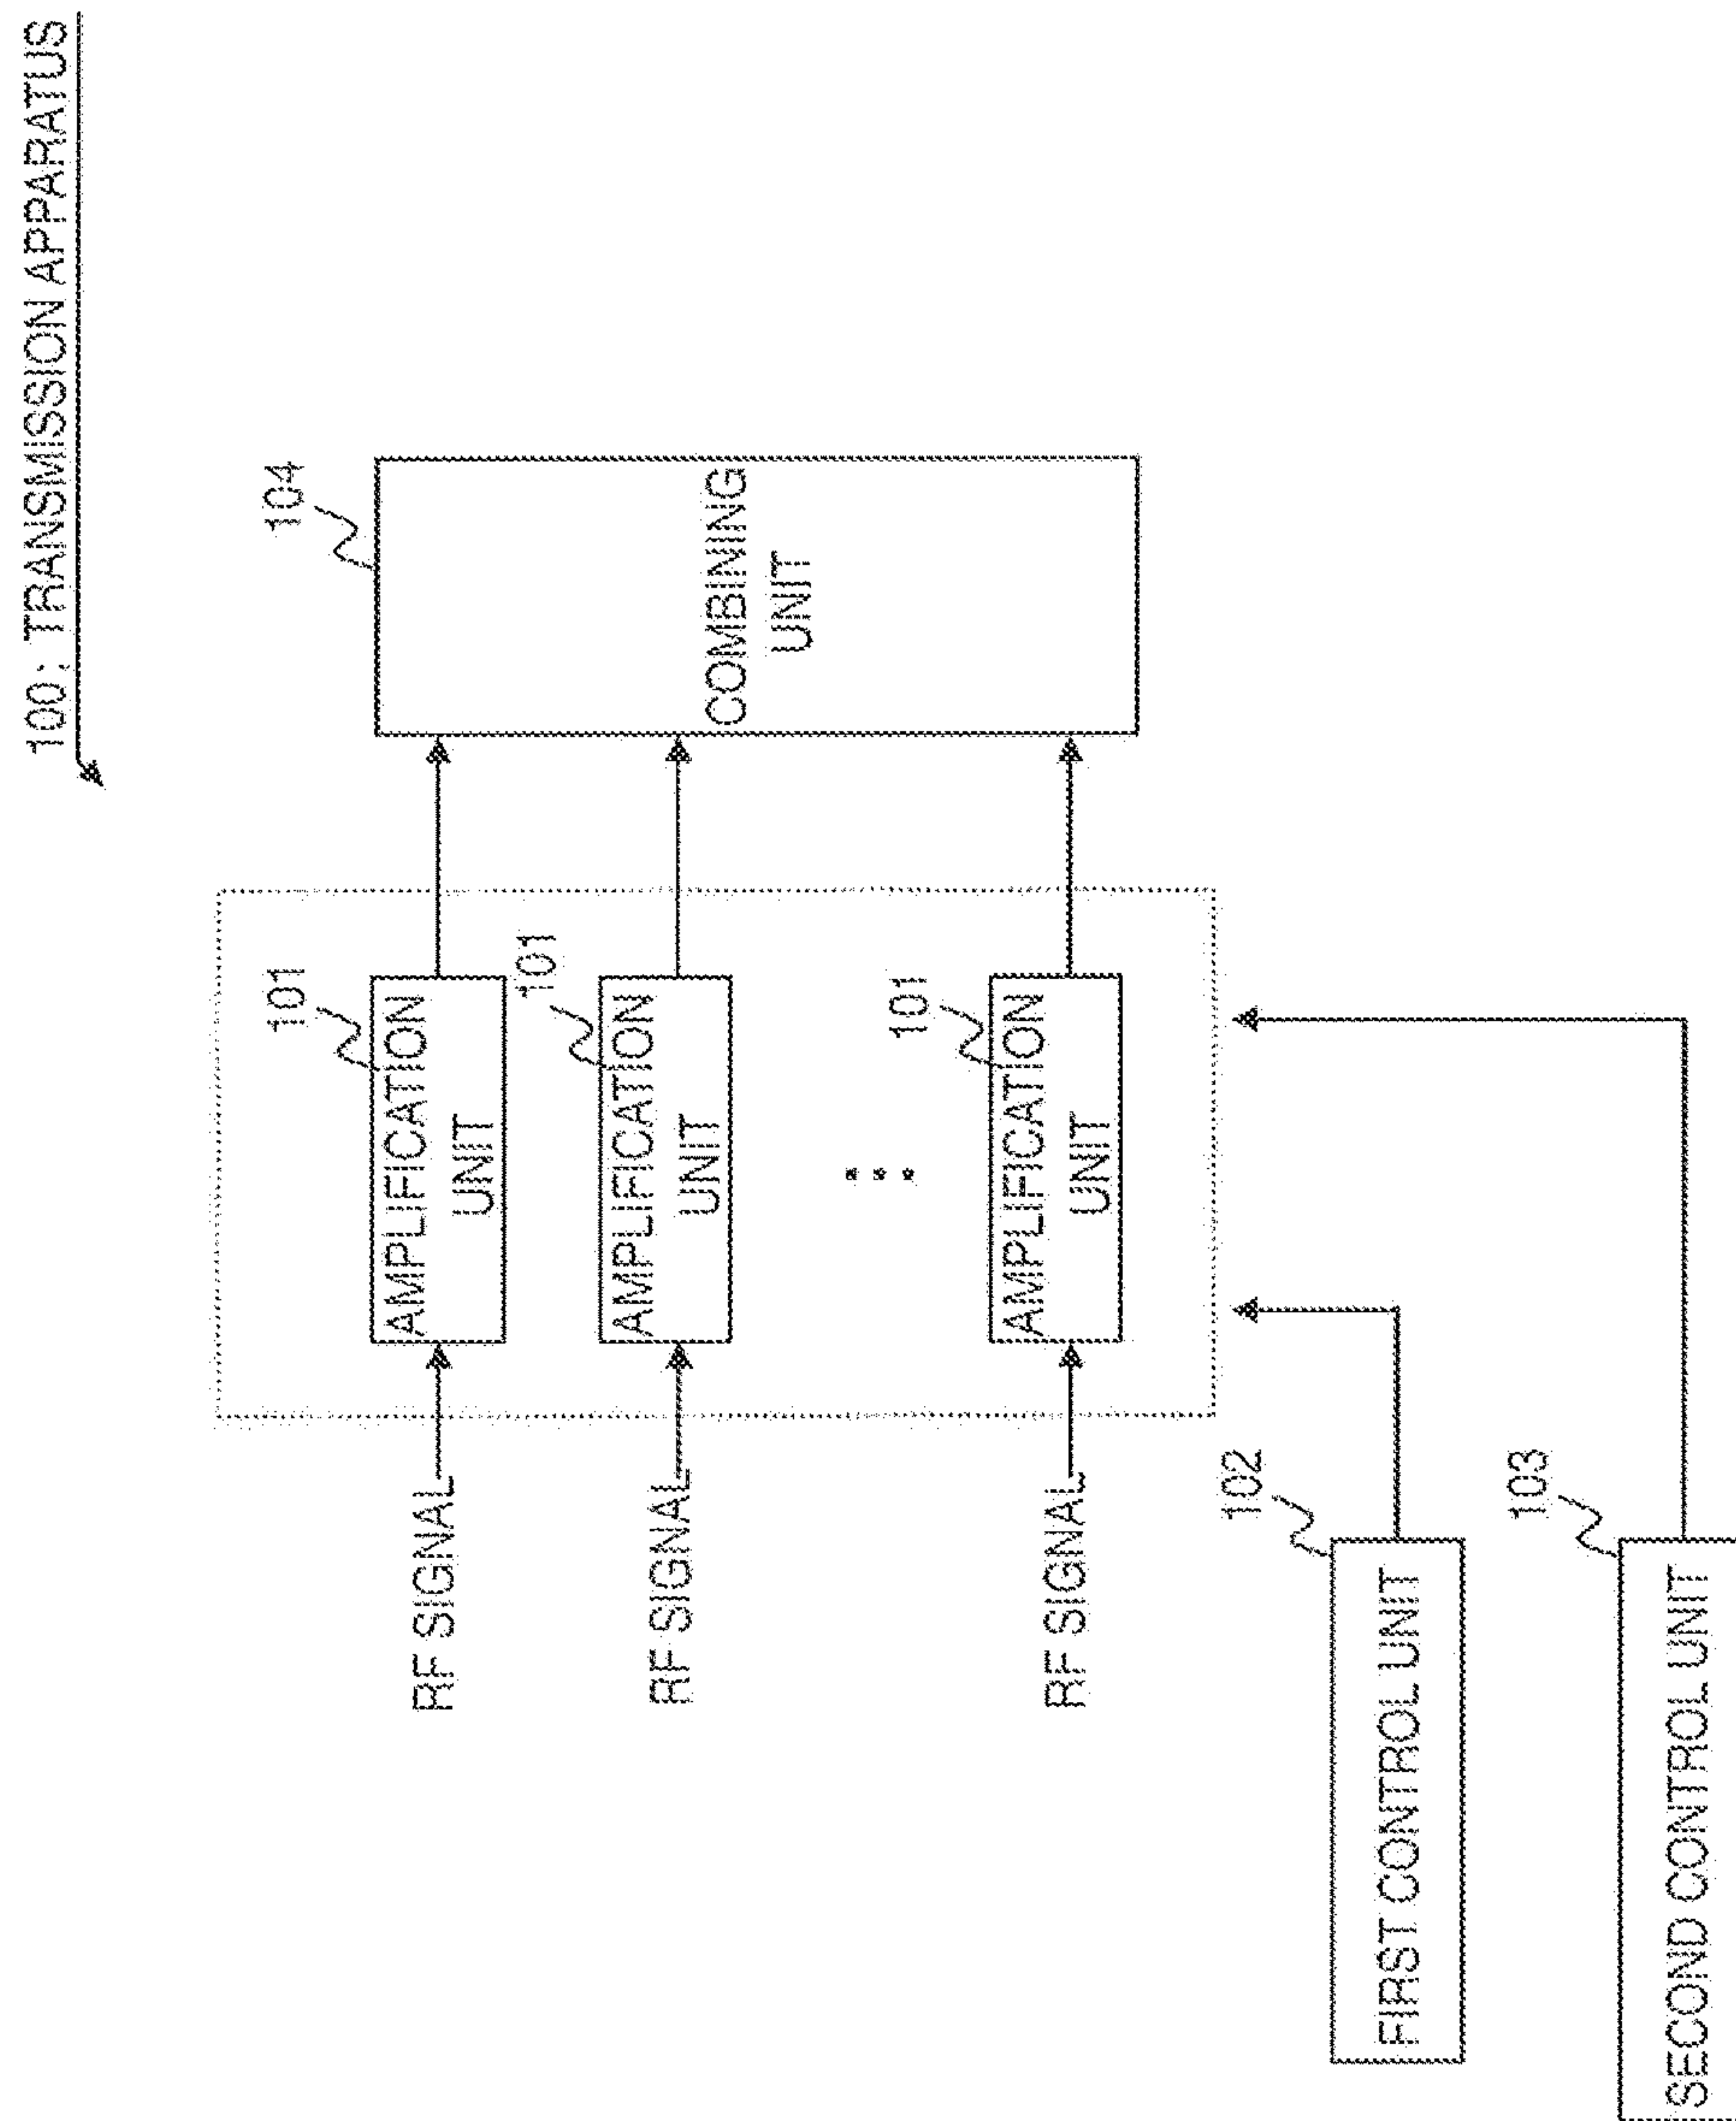 100 : TRANSMISSION APPARATUS
104
COMBINING
UNIT
101
AMPLIFICATION
UNIT
101
AMPLIFICATION
UNIT
...
101
AMPLIFICATION
UNIT
RF SIGNAL
RF SIGNAL
RF SIGNAL
102
FIRST CONTROL UNIT
103
SECOND CONTROL UNIT